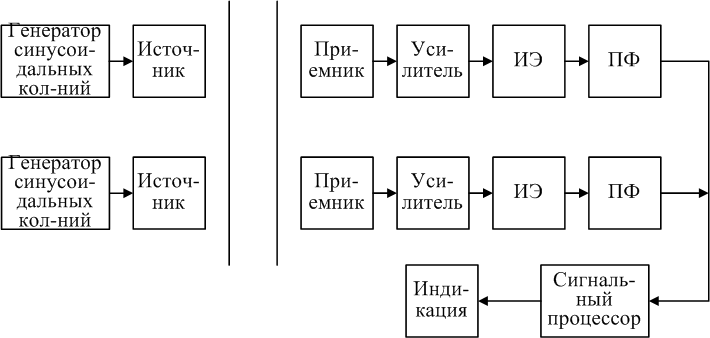 Генератор
синусои-
дальных
кол-ний
Источ-
ник
При-
емник
Уси-
литель
ИЭ
ПФ
Генератор
синусои-
дальных
кол-ний
Источ-
ник
При-
емник
Уси-
литель
ИЭ
ПФ
Инди-
кация
Сигналь-
ный
процессор